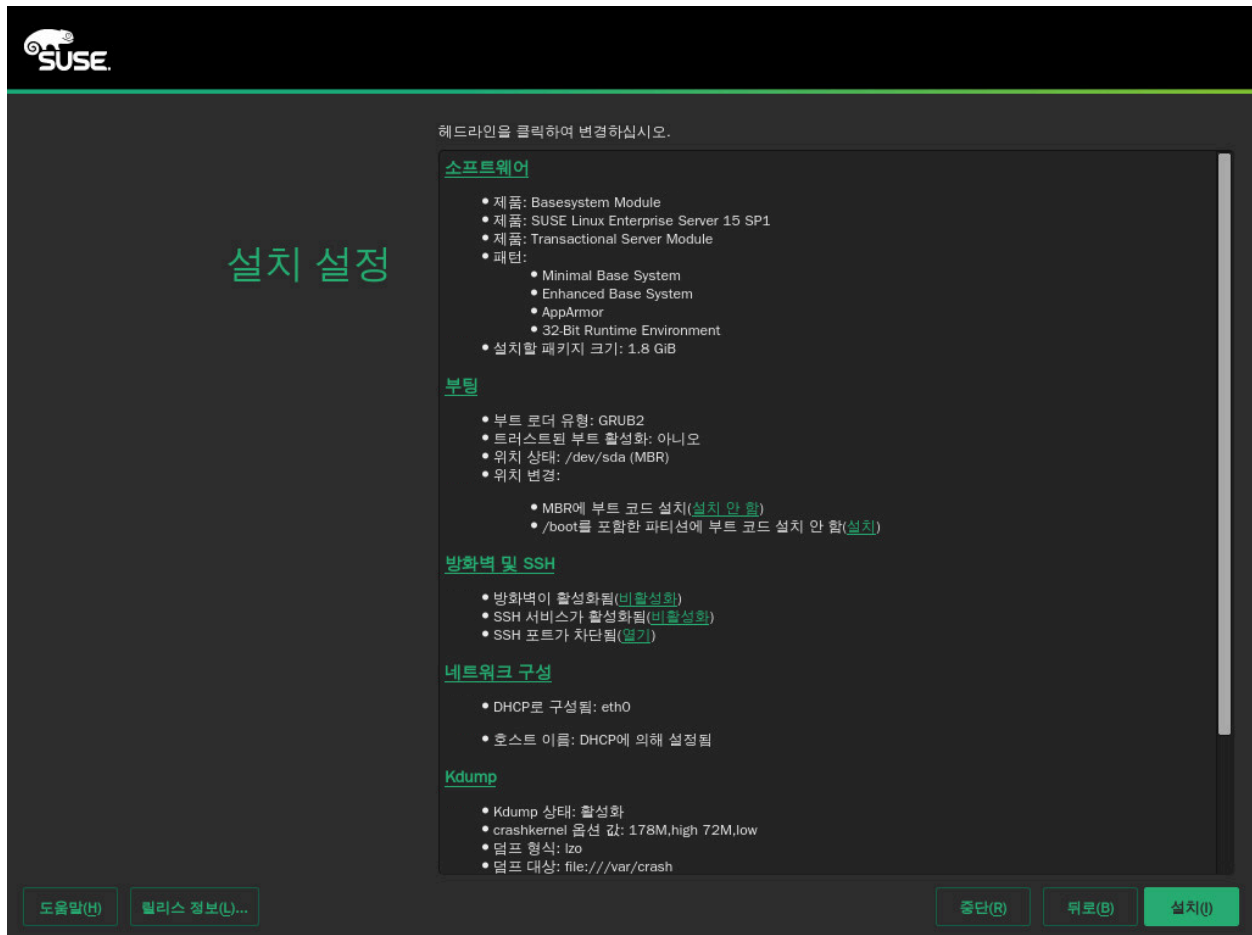 SUSE.
헤드라인을 클릭하여 변경하십시오.
설치 설정
소프트웨어
제품: Basesystem Module
제품: SUSE Linux Enterprise Server 15 SP1
제품: Transactional Server Module
패턴:
Minimal Base System
Enhanced Base System
AppArmor
32-Bit Runtime Environment
설치할 패키지 크기: 1.8 GiB
부팅
부트 로더 유형: GRUB2
트러스트된 부트 활성화: 아니오
위치 상태: /dev/sda (MBR)
위치 변경:
MBR에 부트 코드 설치(설치 안 함)
/boot를 포함한 파티션에 부트 코드 설치 안 함(설치)
방화벽 및 SSH
방화벽이 활성화됨(비활성화)
SSH 서비스가 활성화됨(비활성화)
SSH 포트가 차단됨(열기)
네트워크 구성
DHCP로 구성됨: eth0
호스트 이름: DHCP에 의해 설정됨
Kdump
Kdump 상태: 활성화
crashkernel 옵션 값: 178M,high 72M,low
덤프 형식: lzo
덤프 대상: file:///var/crash
도움말(H) 릴리스 정보(L)... 중단(R) 뒤로(B) 설치(I)